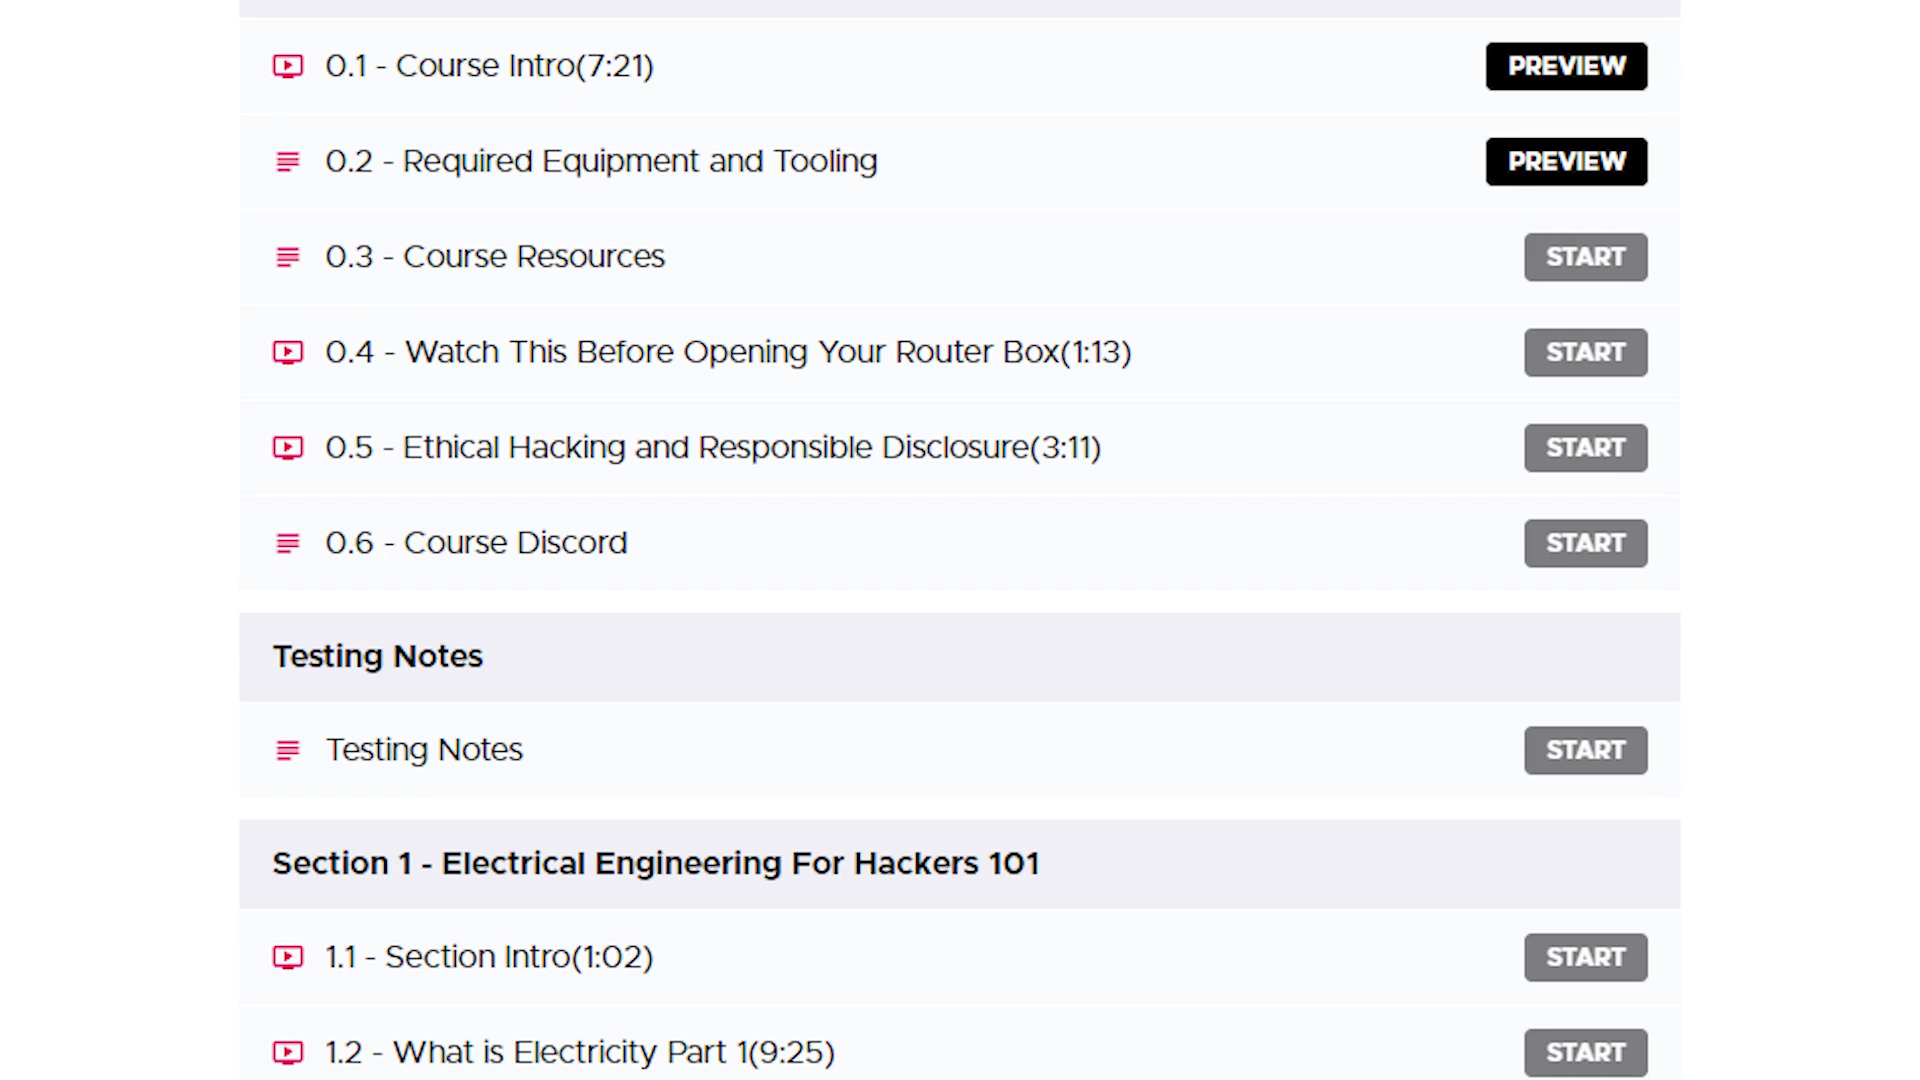 0.1 - Course Intro(7:21)
PREVIEW
0.2 - Required Equipment and Tooling
PREVIEW
0.3 - Course Resources
START
0.4 - Watch This Before Opening Your Router Box(1:13)
START
0.5 - Ethical Hacking and Responsible Disclosure(3:11)
START
0.6 - Course Discord
START
Testing Notes
Testing Notes
START
Section 1 - Electrical Engineering For Hackers 101
1.1 - Section Intro(1:02)
START
1.2 - What is Electricity Part 1(9:25)
START